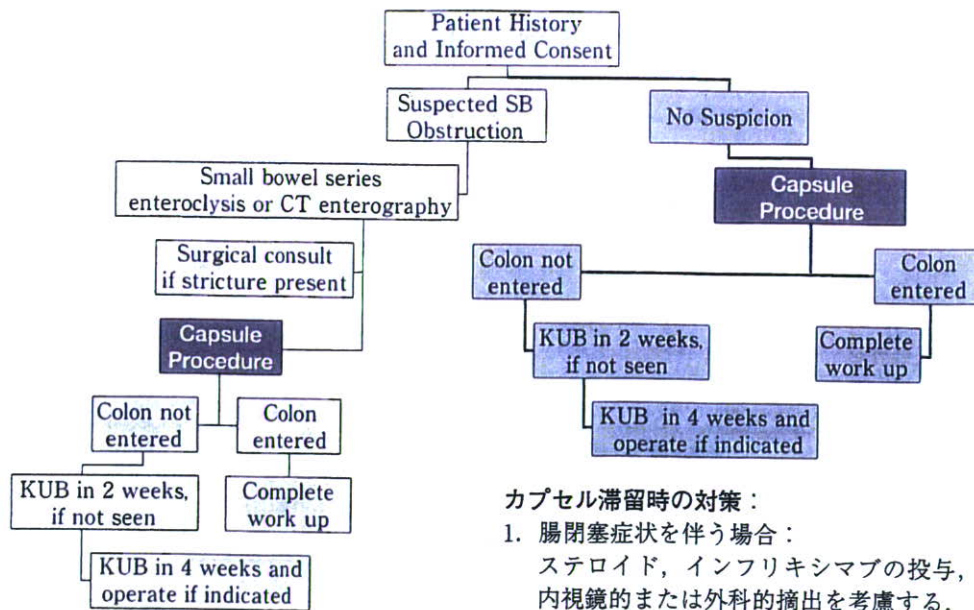 Patient History
and Informed Consent
Suspected SB
Obstruction
No Suspicion
Small bowel series
enteroclysis or CT enterography
Surgical consult
if stricture present
Capsule
Procedure
Colon not
entered
Colon
entered
KUB in 2 weeks,
if not seen
Complete
work up
KUB in 4 weeks and
operate if indicated
Capsule
Procedure
Colon not
entered
Colon
entered
KUB in 2 weeks,
if not seen
Complete
work up
KUB in 4 weeks and
operate if indicated
カプセル滞留時の対策：
1. 腸閉塞症状を伴う場合：
ステロイド，インフリキシマブの投与，
内視鏡的または外科的摘出を考慮する．